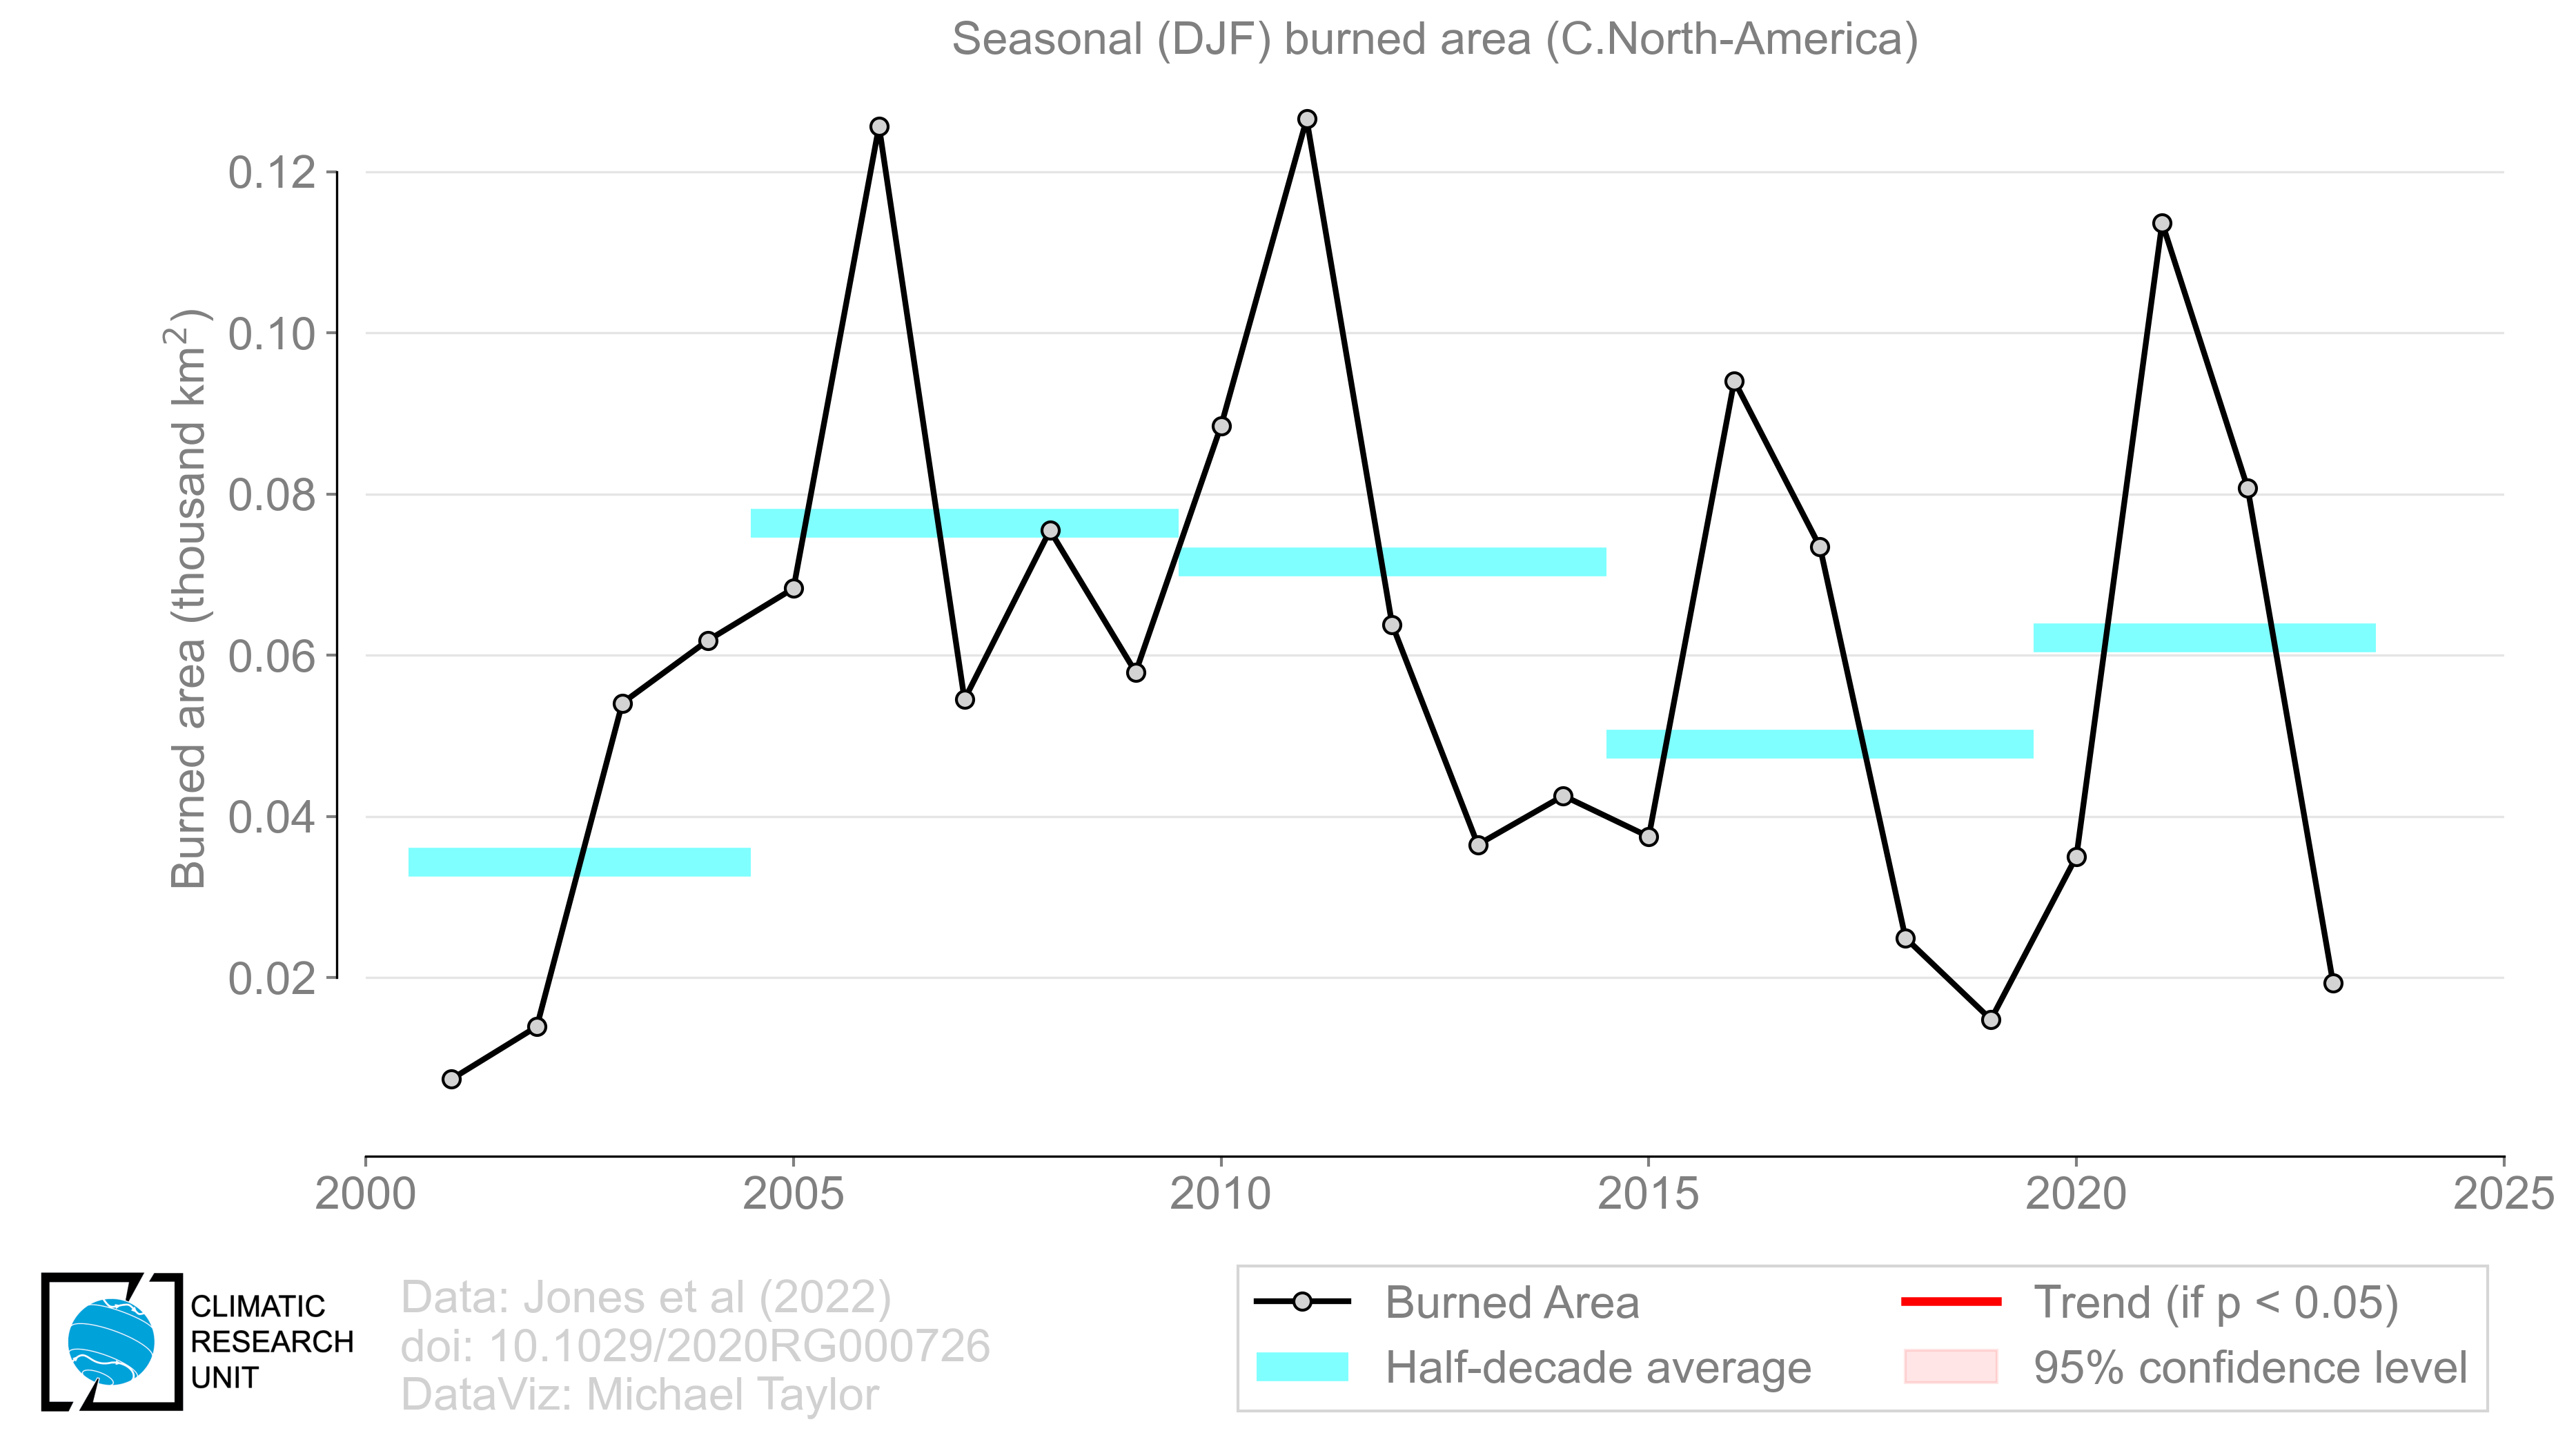 Seasonal (DJF) burned area (C.North-America)
Burned area (thousand km²)
0.12
0.10
0.08
0.06
0.04
0.02
2000 2005 2010 2015 2020 2025
CLIMATIC
RESEARCH
UNIT
Data: Jones et al (2022)
doi: 10.1029/2020RG000726
DataViz: Michael Taylor
Burned Area
Half-decade average
Trend (if p < 0.05)
95% confidence level